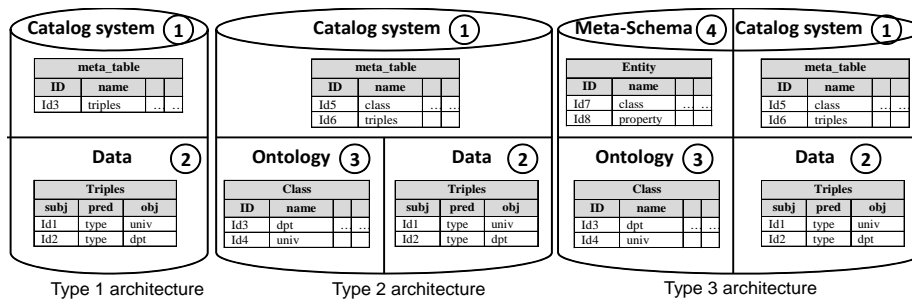 Catalog system 1
meta_table
ID name
Id3 triples … …
Data 2
Triples
subj pred obj
Id1 type univ
Id2 type dpt
Type 1 architecture
Catalog system 1
meta_table
ID name
Id5 class … …
Id6 triples
Ontology 3
Class
ID name
Id3 dpt … …
Id4 univ
Data 2
Triples
subj pred obj
Id1 type univ
Id2 type dpt
Type 2 architecture
Meta-Schema 4
Entity
ID name
Id7 class … …
Id8 property
Catalog system 1
meta_table
ID name
Id5 class … …
Id6 triples
Ontology 3
Class
ID name
Id3 dpt … …
Id4 univ
Data 2
Triples
subj pred obj
Id1 type univ
Id2 type dpt
Type 3 architecture